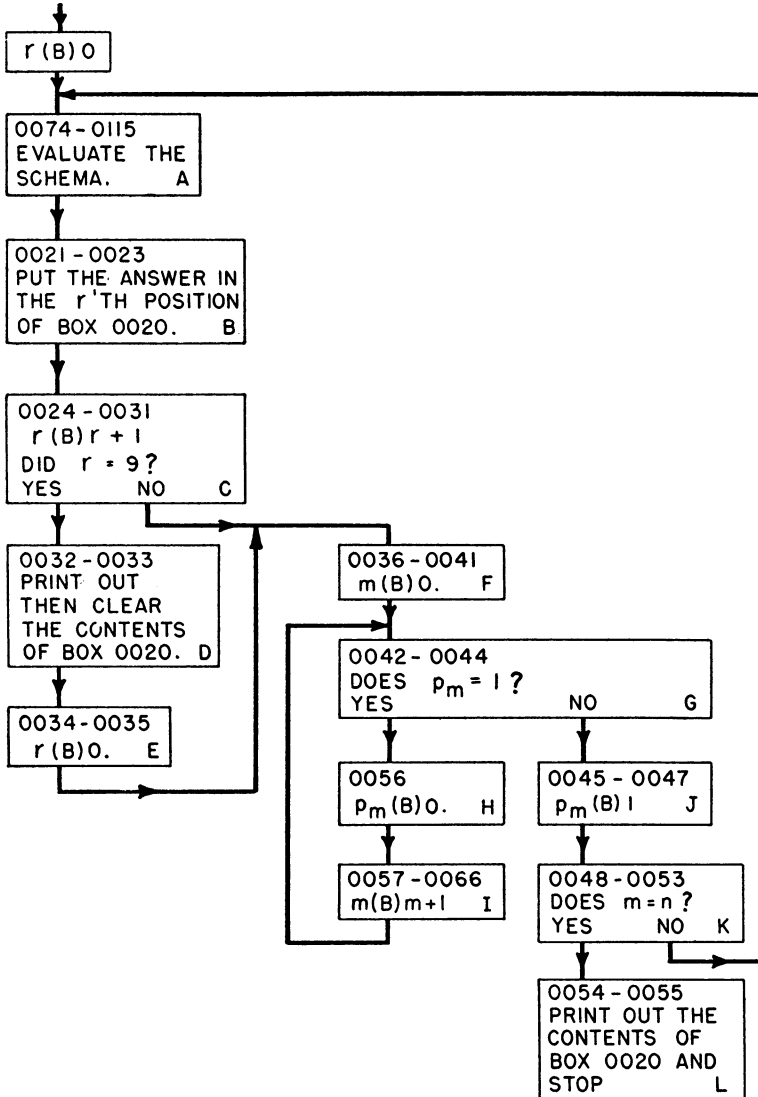 r(B)0
0074-0115
EVALUATE THE
SCHEMA. A
0021-0023
PUT THE ANSWER IN
THE r'TH POSITION
OF BOX 0020. B
0024-0031
r(B)r+1
DID r = 9?
YES NO C
0032-0033
PRINT OUT
THEN CLEAR
THE CONTENTS
OF BOX 0020. D
0034-0035
r(B)0. E
0036-0041
m(B)0. F
0042-0044
DOES pm = 1?
YES NO G
0056
pm(B)0. H
0057-0066
m(B)m+1 I
0045-0047
pm(B)1 J
0048-0053
DOES m=n?
YES NO K
0054-0055
PRINT OUT THE
CONTENTS OF
BOX 0020 AND
STOP L